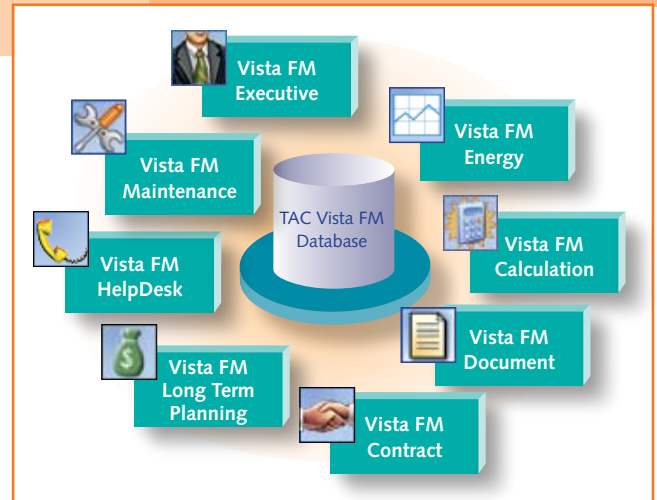 Vista FM
Executive
Vista FM
Energy
Vista FM
Maintenance
TAC Vista FM
Database
Vista FM
Calculation
Vista FM
HelpDesk
Vista FM
Document
$
Vista FM
Long Term
Planning
Vista FM
Contract